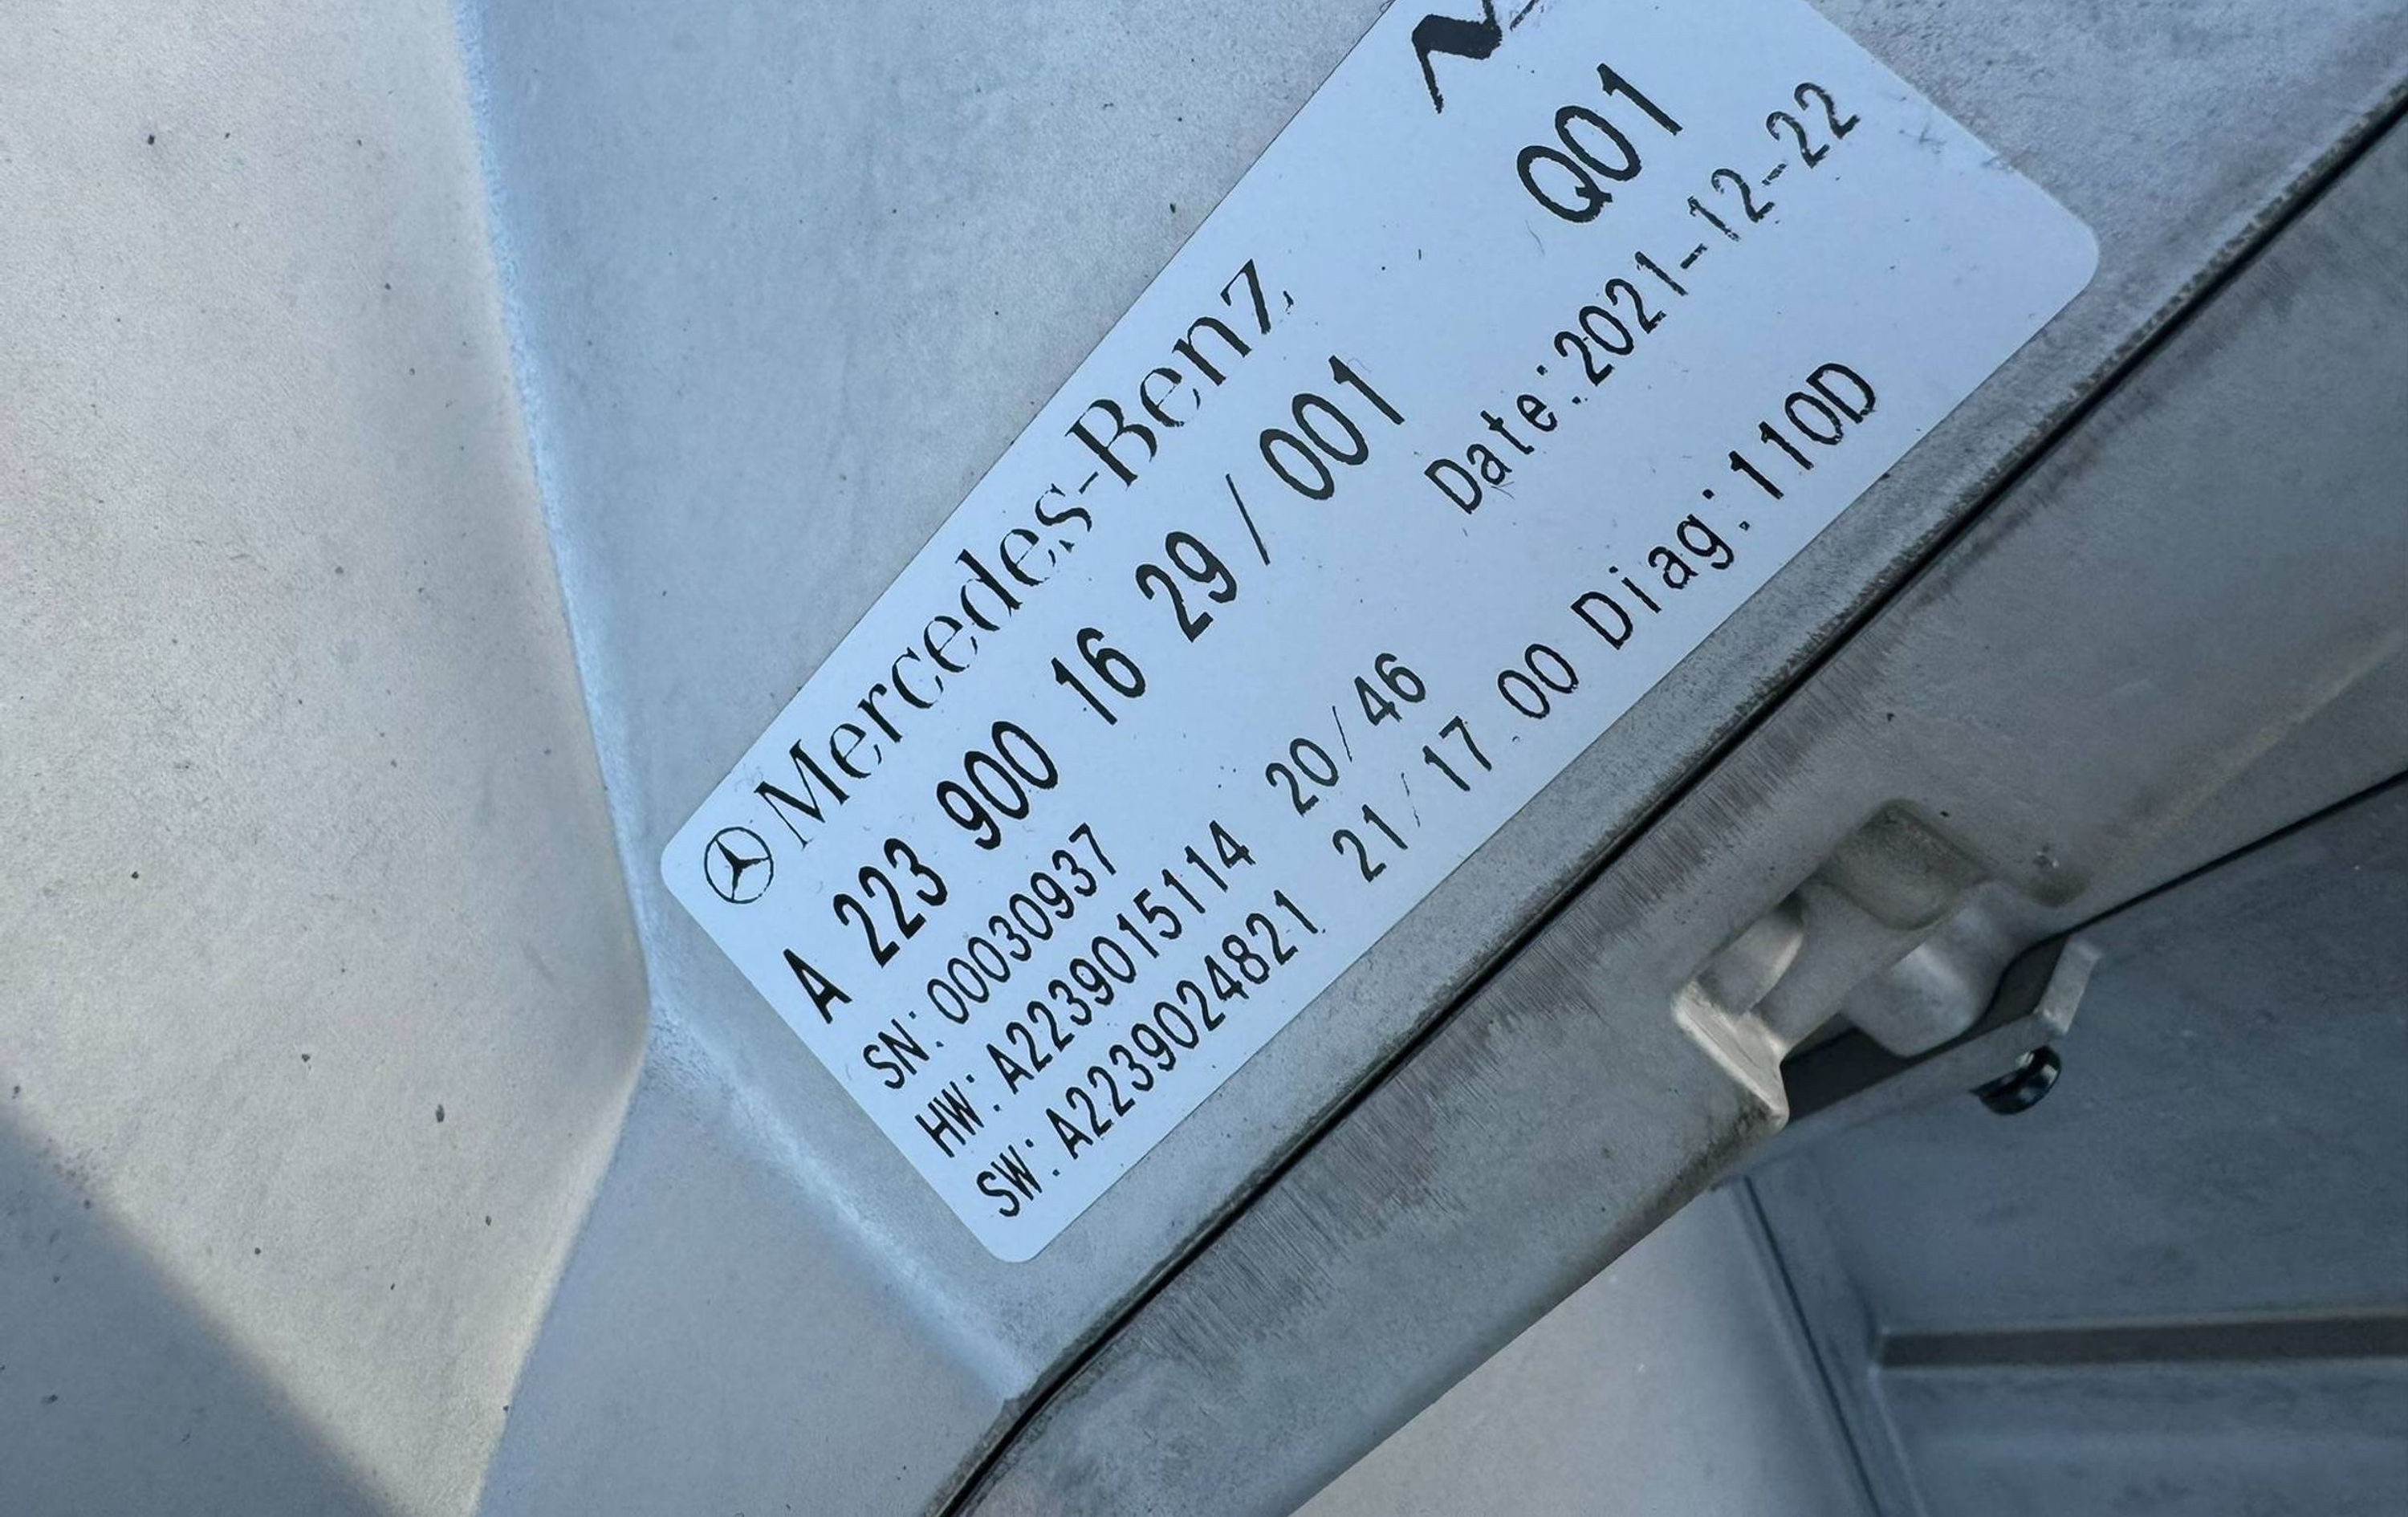 Mercedes-Benz
A 223 900 16 29 / 001 Q01
SN: 00030937 Date:2021-12-22
HW: A2239015114 20/46
SW: A2239024821 21/17.00 Diag:110D